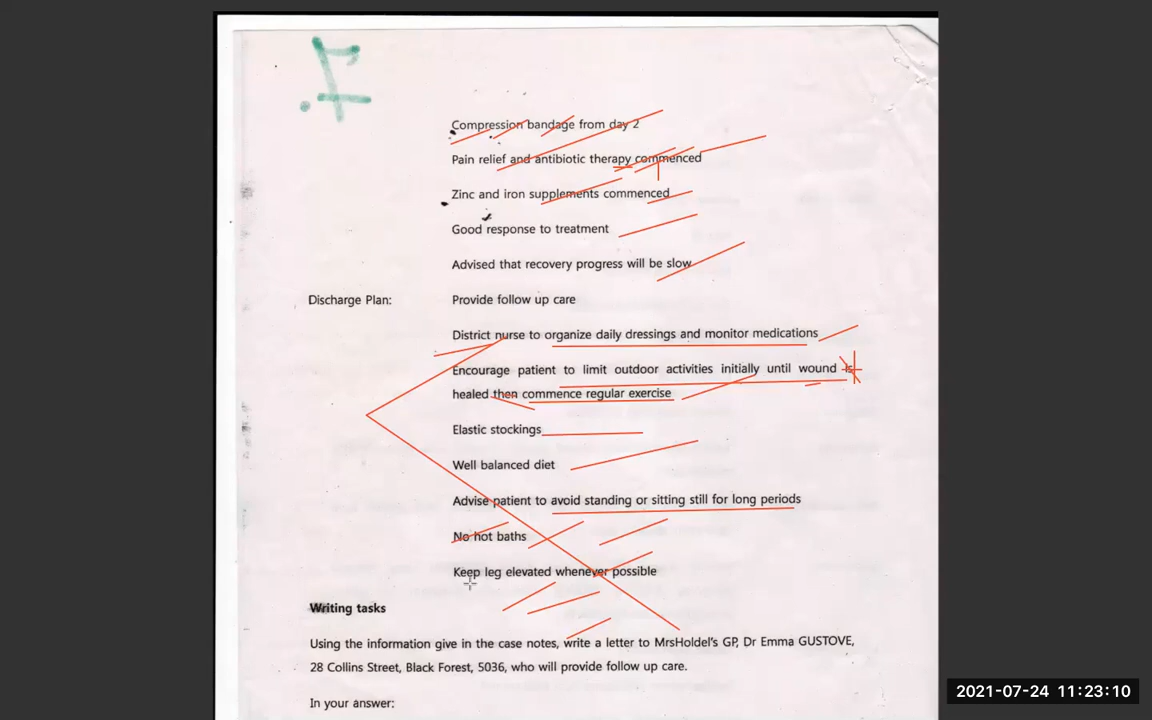 Compression bandage from day 2
Pain relief and antibiotic therapy commenced
Zinc and iron supplements commenced
Good response to treatment
Advised that recovery progress will be slow
Discharge Plan: Provide follow up care
District nurse to organize daily dressings and monitor medications
Encourage patient to limit outdoor activities initially until wound is
healed then commence regular exercise
Elastic stockings
Well balanced diet
Advise patient to avoid standing or sitting still for long periods
No hot baths
Keep leg elevated whenever possible
Writing tasks
Using the information give in the case notes, write a letter to MrsHoldel's GP, Dr Emma GUSTOVE,
28 Collins Street, Black Forest, 5036, who will provide follow up care.
In your answer:
2021-07-24 11:23:10